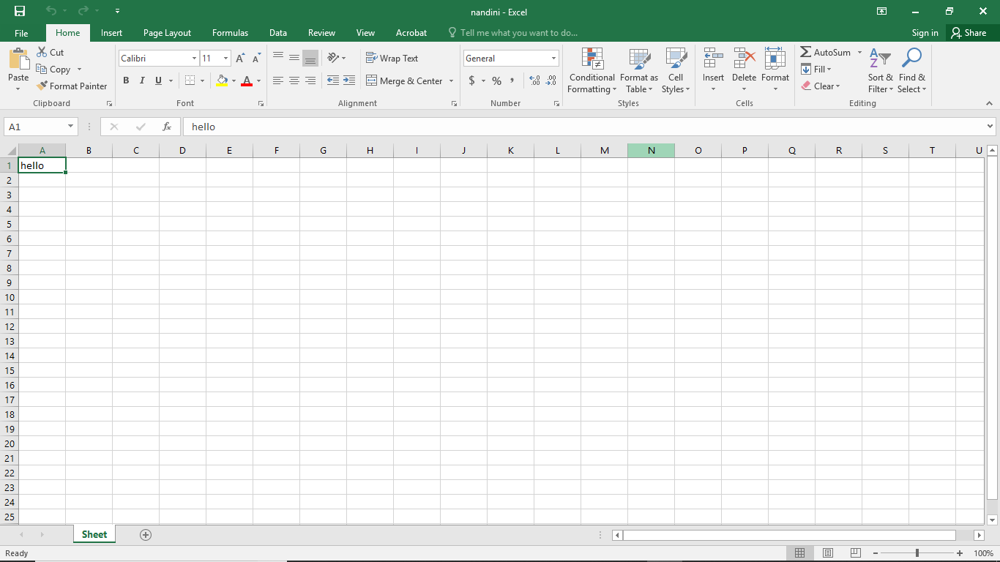 nandini - Excel
File Home Insert Page Layout Formulas Data Review View Acrobat Tell me what you want to do... Sign in Share
Paste Cut Copy Format Painter Clipboard
Calibri 11 B I U A A A Font
Wrap Text Merge & Center Alignment
General $ % , .00 .0 Number
Conditional Formatting Format as Table Cell Styles Styles
Insert Delete Format Cells
AutoSum Fill Clear Sort & Filter Find & Select Editing
A1 fx hello
A B C D E F G H I J K L M N O P Q R S T U
1 hello
2
3
4
5
6
7
8
9
10
11
12
13
14
15
16
17
18
19
20
21
22
23
24
25
Sheet
Ready 100%